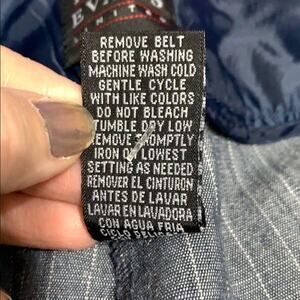 REMOVE BELT
BEFORE WASHING
MACHINE WASH COLD
GENTLE CYCLE
WITH LIKE COLORS
DO NOT BLEACH
TUMBLE DRY LOW
REMOVE PROMPTLY
IRON ON LOWEST
SETTING AS NEEDED
REMOVER EL CINTURON
ANTES DE LAVAR
LAVAR EN LAVADORA
CON AGUA FRIA
CICLO DELICADO